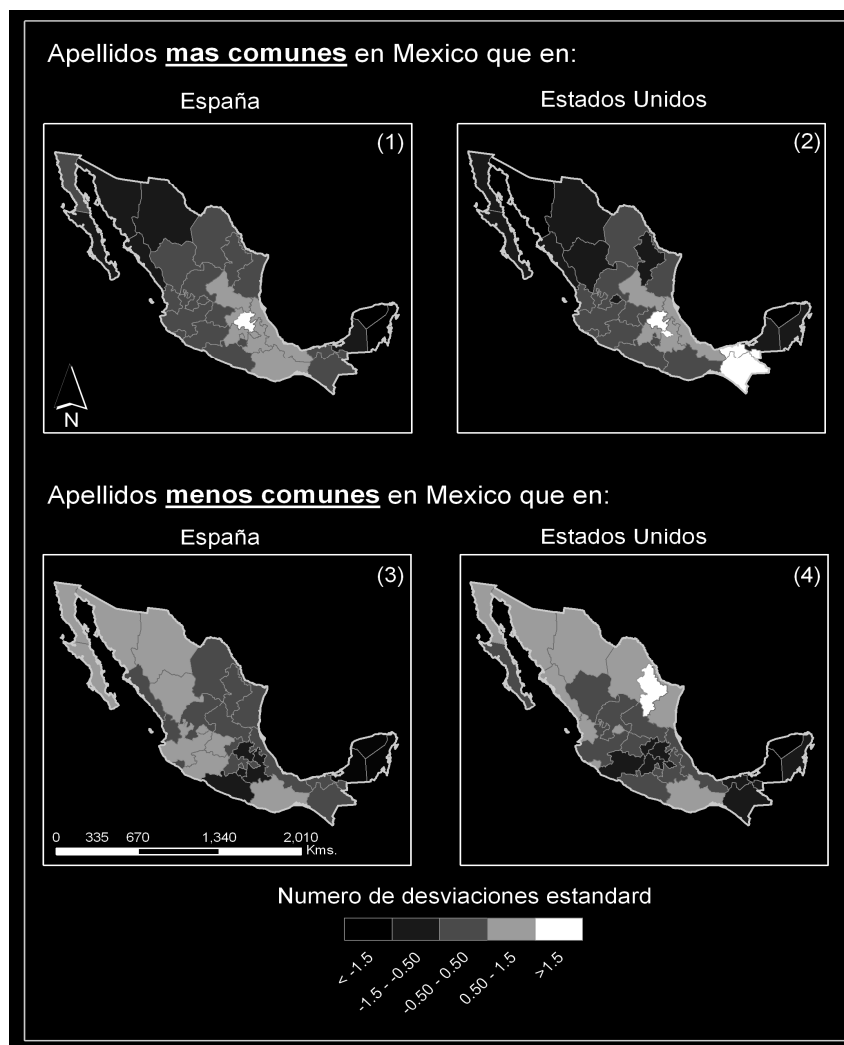 Apellidos mas comunes en Mexico que en:
España
Estados Unidos
(1)
(2)
N
Apellidos menos comunes en Mexico que en:
España
Estados Unidos
(3)
(4)
0 335 670 1,340 2,010
Kms.
Numero de desviaciones estandard
< -1.5
-1.5 - -0.50
-0.50 - 0.50
0.50 - 1.5
>1.5